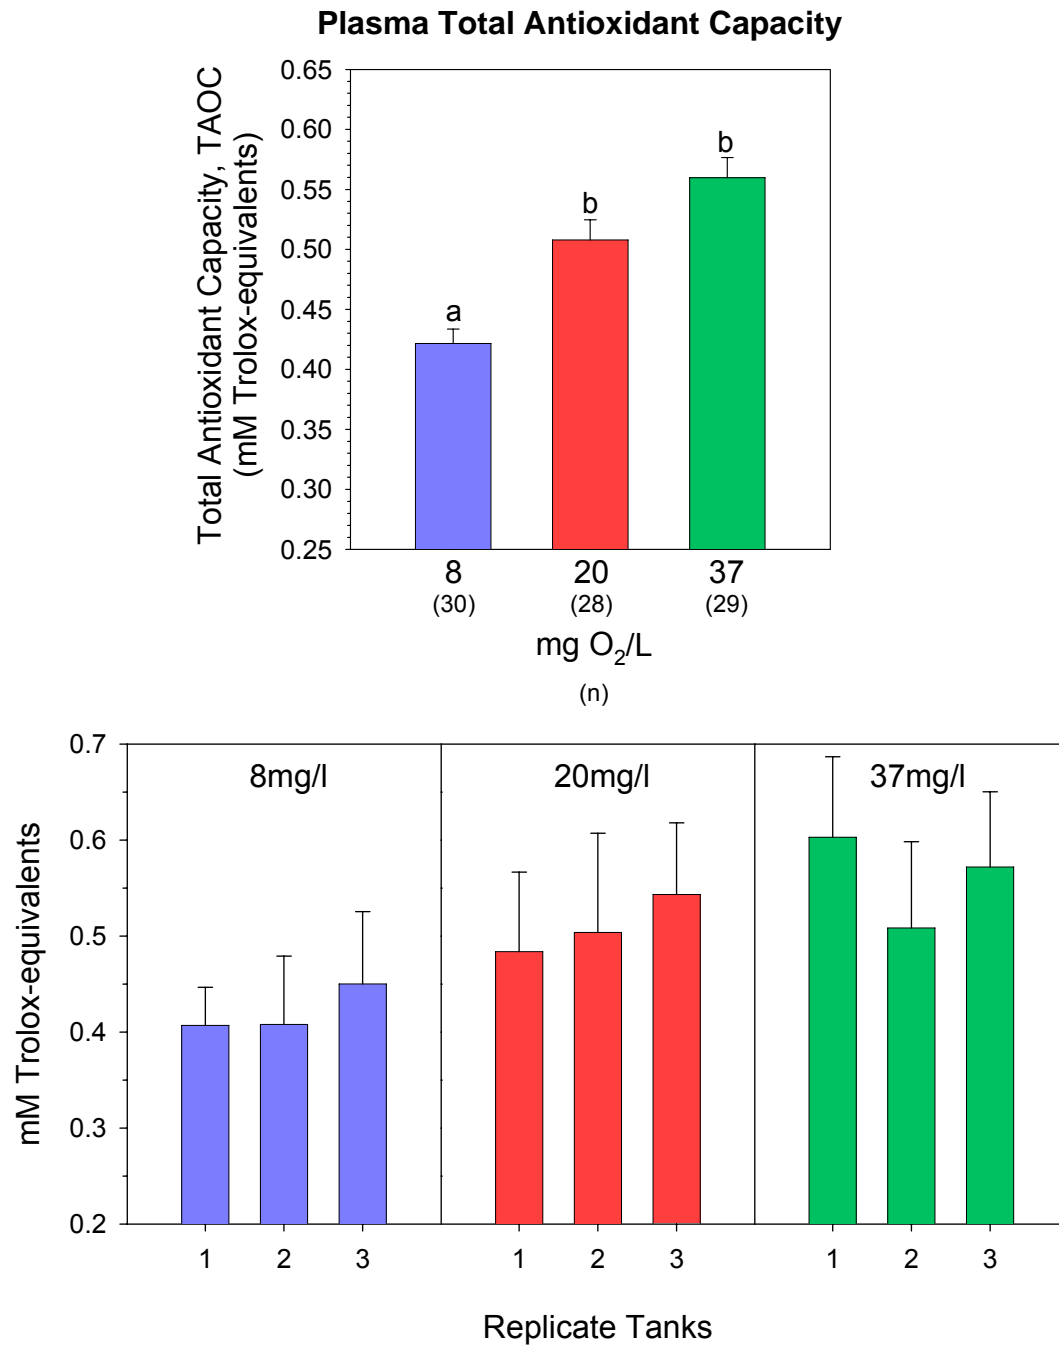 Plasma Total Antioxidant Capacity
Total Antioxidant Capacity, TAOC
(mM Trolox-equivalents)
0.65
0.60
0.55
0.50
0.45
0.40
0.35
0.30
0.25
a
b
b
8 20 37
(30) (28) (29)
mg O₂/L
(n)
mM Trolox-equivalents
0.7
0.6
0.5
0.4
0.3
0.2
8mg/l 20mg/l 37mg/l
1 2 3 1 2 3 1 2 3
Replicate Tanks